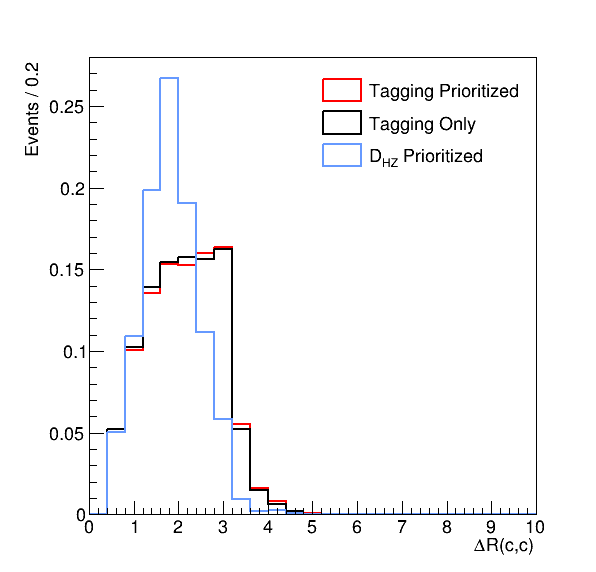 Events / 0.2
0.25
0.2
0.15
0.1
0.05
0
Tagging Prioritized
Tagging Only
D_HZ Prioritized
0 1 2 3 4 5 6 7 8 9 10
ΔR(c,c)